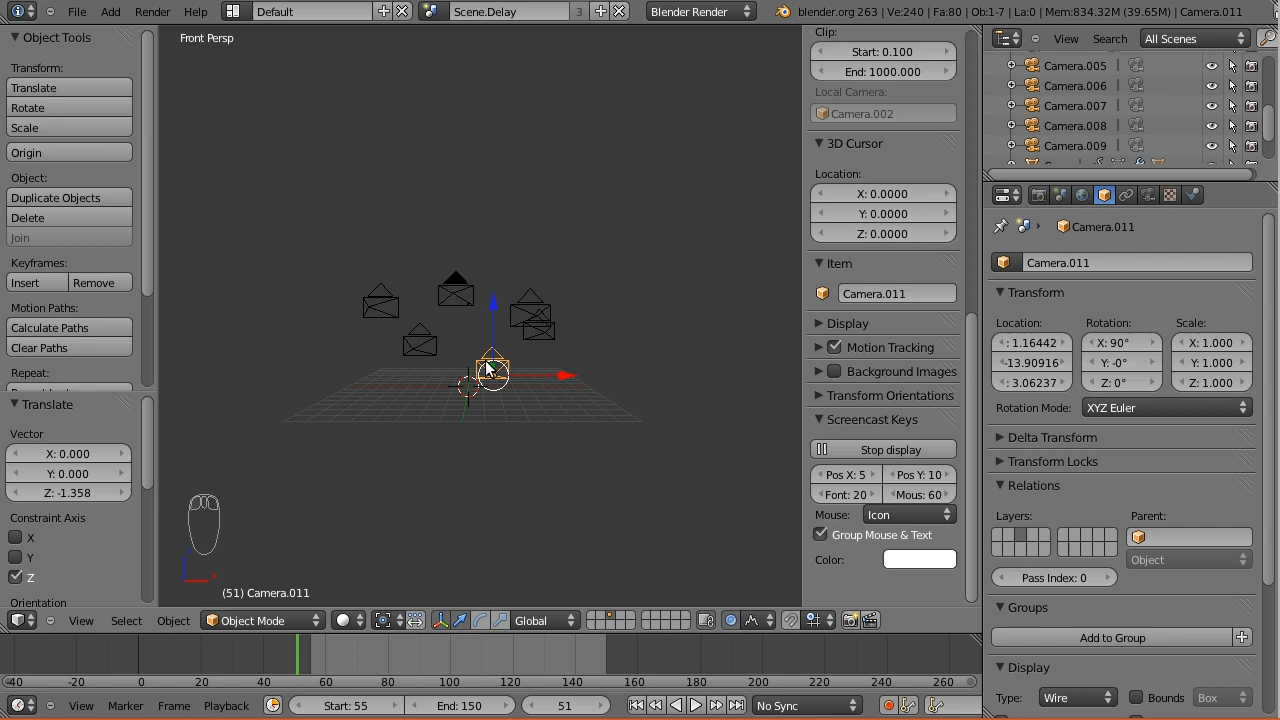 File Add Render Help Default Scene.Delay 3 Blender Render blender.org 263 | Ve:240 | Fa:80 | Ob:1-7 | La:0 | Mem:834.32M (39.65M) | Camera.011
Object Tools
Transform:
Translate
Rotate
Scale
Origin
Object:
Duplicate Objects
Delete
Join
Keyframes:
Insert Remove
Motion Paths:
Calculate Paths
Clear Paths
Repeat:
Translate
Vector
X: 0.000
Y: 0.000
Z: -1.358
Constraint Axis
X
Y
Z
Orientation
Front Persp
(51) Camera.011
Clip:
Start: 0.100
End: 1000.000
Local Camera:
Camera.002
3D Cursor
Location:
X: 0.0000
Y: 0.0000
Z: 0.0000
Item
Camera.011
Display
Motion Tracking
Background Images
Transform Orientations
Screencast Keys
Stop display
Pos X: 5 Pos Y: 10
Font: 20 Mous: 60
Mouse: Icon
Group Mouse & Text
Color:
View Search All Scenes
Camera.005
Camera.006
Camera.007
Camera.008
Camera.009
Camera.011
Camera.011
Transform
Location: Rotation: Scale:
: 1.16442 X: 90° X: 1.000
-13.90916 Y: -0° Y: 1.000
: 3.06237 Z: 0° Z: 1.000
Rotation Mode: XYZ Euler
Delta Transform
Transform Locks
Relations
Layers: Parent:
Object
Pass Index: 0
Groups
Add to Group
Display
Type: Wire Bounds Box
View Select Object Object Mode Global
-40 -20 0 20 40 60 80 100 120 140 160 180 200 220 240 260
View Marker Frame Playback Start: 55 End: 150 51 No Sync